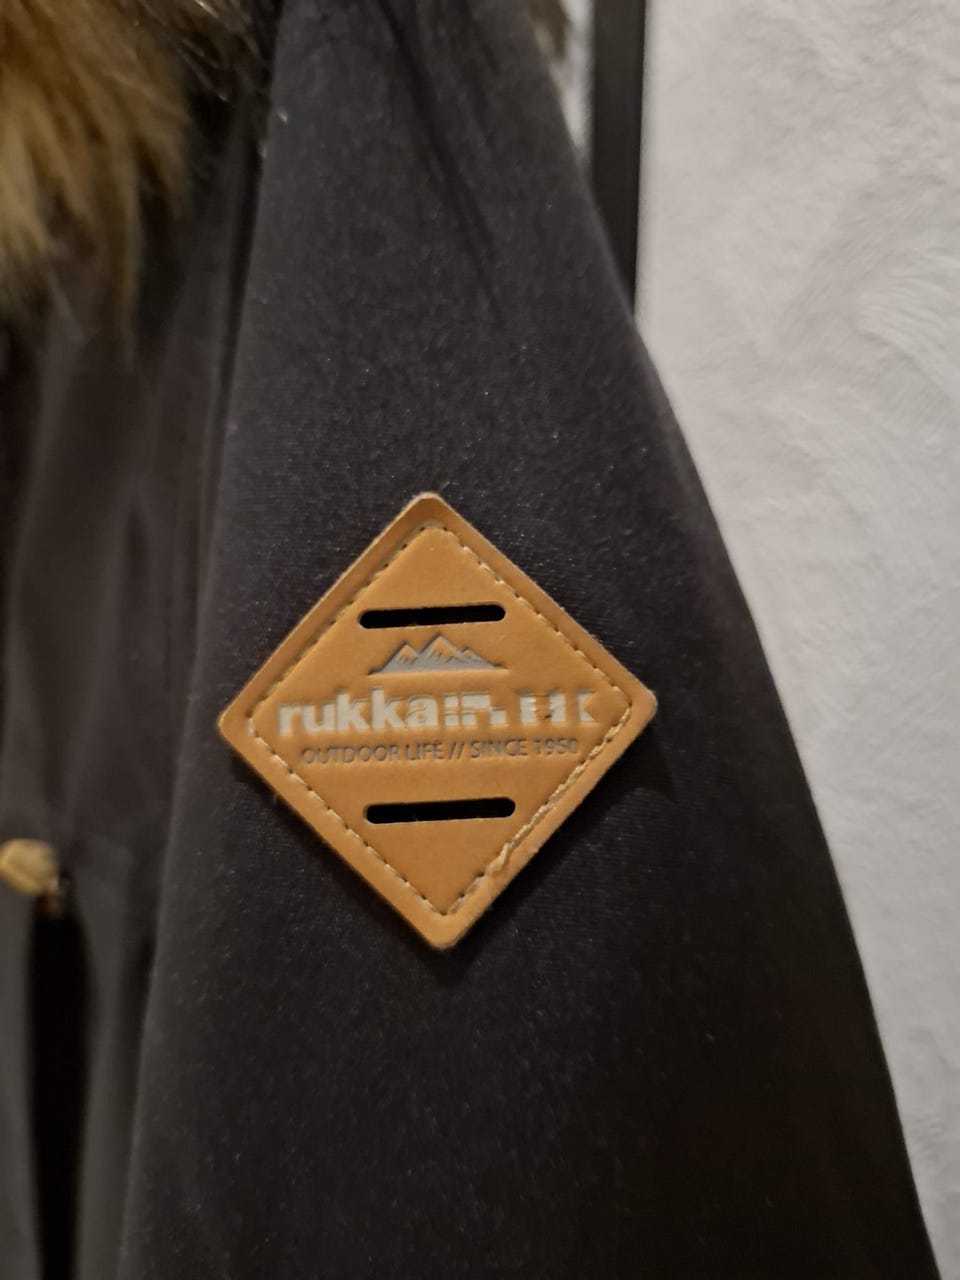 rukka
OUTDOOR LIFE // SINCE 1950